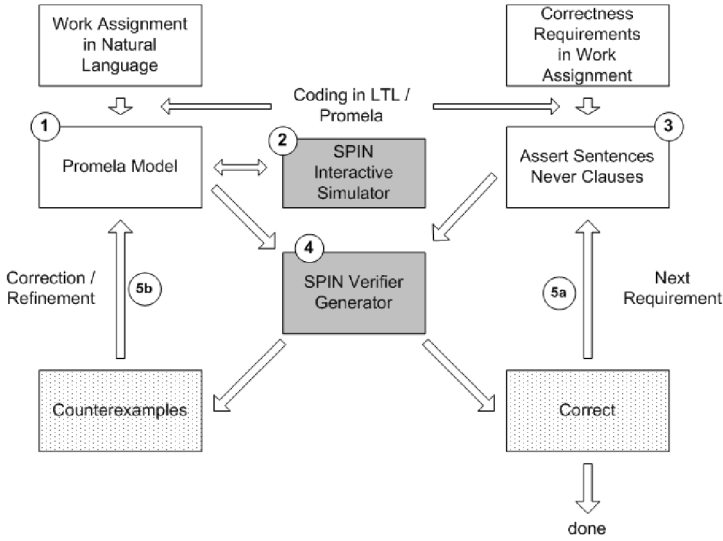 Work Assignment
in Natural
Language
Correctness
Requirements
in Work
Assignment
Coding in LTL /
Promela
1
Promela Model
2
SPIN
Interactive
Simulator
3
Assert Sentences
Never Clauses
4
SPIN Verifier
Generator
Correction /
Refinement
5b
5a
Next
Requirement
Counterexamples
Correct
done